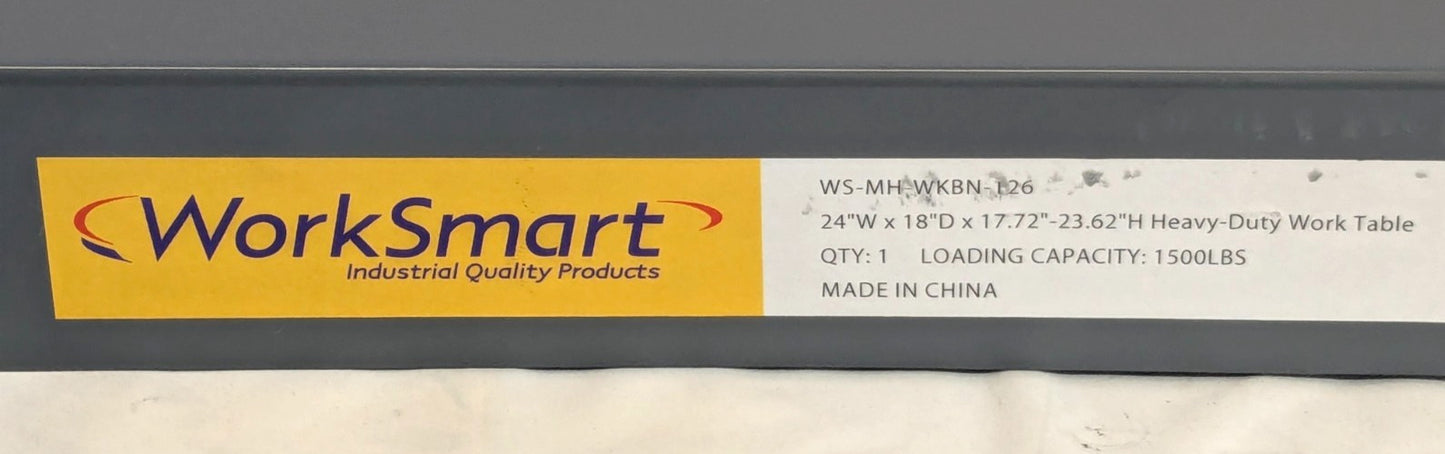 WorkSmart
Industrial Quality Products
WS-MH-WKBN-126
24"W x 18"D x 17.72"-23.62"H Heavy-Duty Work Table
QTY: 1 LOADING CAPACITY: 1500LBS
MADE IN CHINA